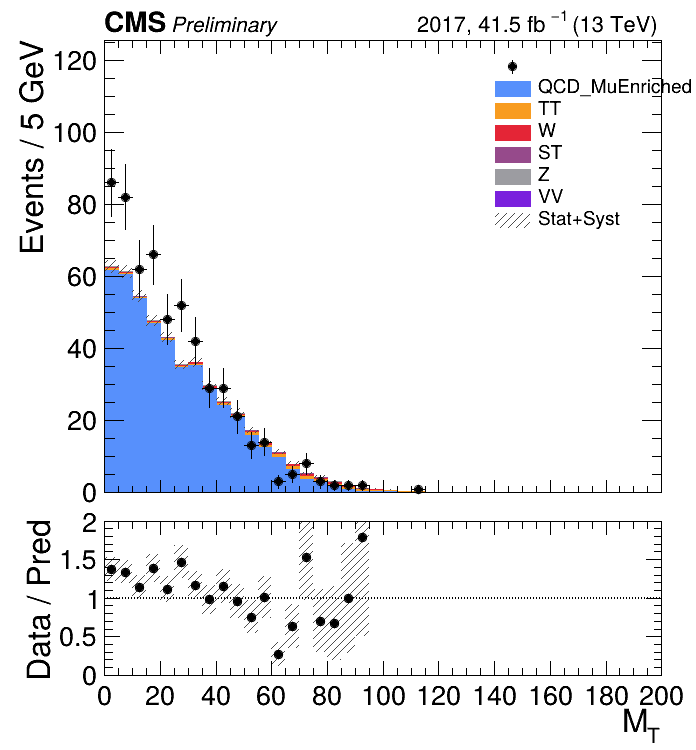 CMS Preliminary 2017, 41.5 fb⁻¹ (13 TeV)
Events / 5 GeV
120
100
80
60
40
20
0
QCD_MuEnriched
TT
W
ST
Z
VV
Stat+Syst
Data / Pred
2
1.5
1
0.5
0
0 20 40 60 80 100 120 140 160 180 200
M_T